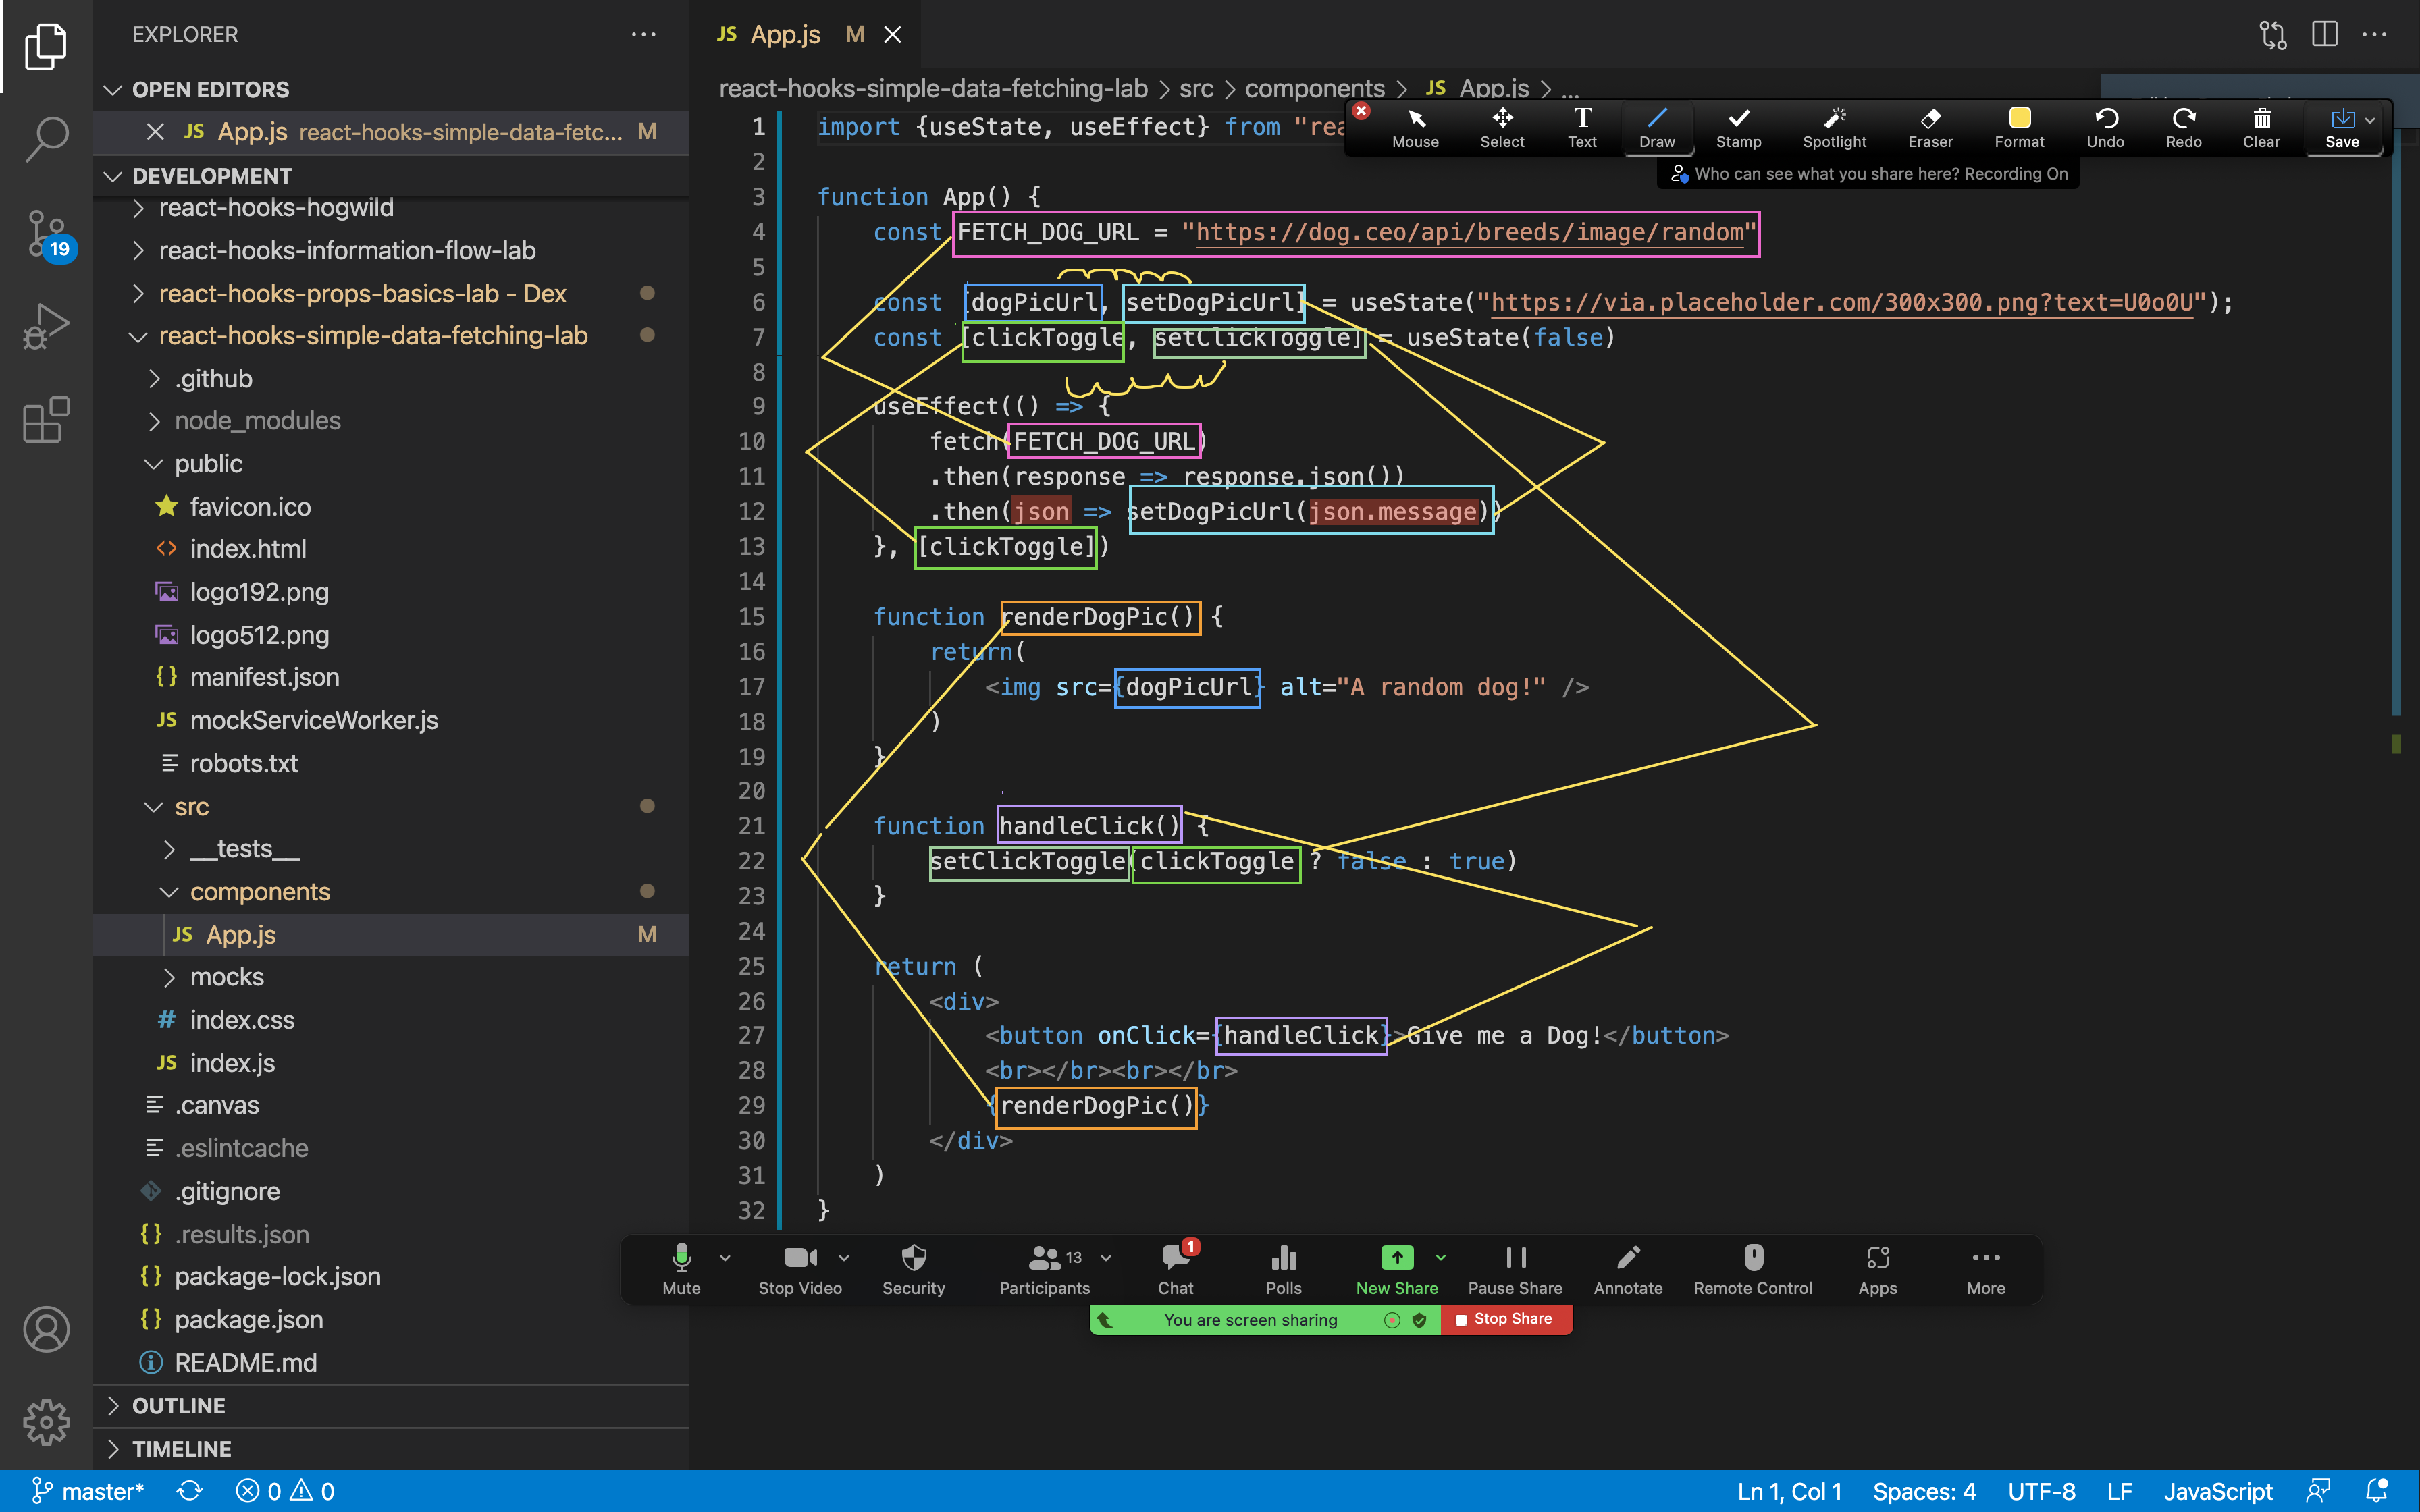 EXPLORER
OPEN EDITORS
JS App.js react-hooks-simple-data-fetc... M
DEVELOPMENT
react-hooks-hogwild
react-hooks-information-flow-lab
react-hooks-props-basics-lab - Dex
react-hooks-simple-data-fetching-lab
.github
node_modules
public
favicon.ico
index.html
logo192.png
logo512.png
manifest.json
JS mockServiceWorker.js
robots.txt
src
__tests__
components
JS App.js M
mocks
# index.css
JS index.js
.canvas
.eslintcache
.gitignore
{} .results.json
{} package-lock.json
{} package.json
README.md
OUTLINE
TIMELINE
19
JS App.js M
react-hooks-simple-data-fetching-lab > src > components > JS App.js > ...
Mouse Select Text Draw Stamp Spotlight Eraser Format Undo Redo Clear Save
Who can see what you share here? Recording On
1 import {useState, useEffect} from "rea
2
3 function App() {
4 const FETCH_DOG_URL = "https://dog.ceo/api/breeds/image/random"
5
6 const [dogPicUrl, setDogPicUrl] = useState("https://via.placeholder.com/300x300.png?text=U0o0U");
7 const [clickToggle, setClickToggle] = useState(false)
8
9 useEffect(() => {
10 fetch(FETCH_DOG_URL)
11 .then(response => response.json())
12 .then(json => setDogPicUrl(json.message))
13 }, [clickToggle])
14
15 function renderDogPic() {
16 return(
17 <img src={dogPicUrl} alt="A random dog!" />
18 )
19 }
20
21 function handleClick() {
22 setClickToggle(clickToggle ? false : true)
23 }
24
25 return (
26 <div>
27 <button onClick={handleClick}>Give me a Dog!</button>
28 <br></br><br></br>
29 {renderDogPic()}
30 </div>
31 )
32 }
Mute Stop Video Security Participants 13 Chat 1 Polls New Share Pause Share Annotate Remote Control Apps More
You are screen sharing Stop Share
master* 0 0 Ln 1, Col 1 Spaces: 4 UTF-8 LF JavaScript